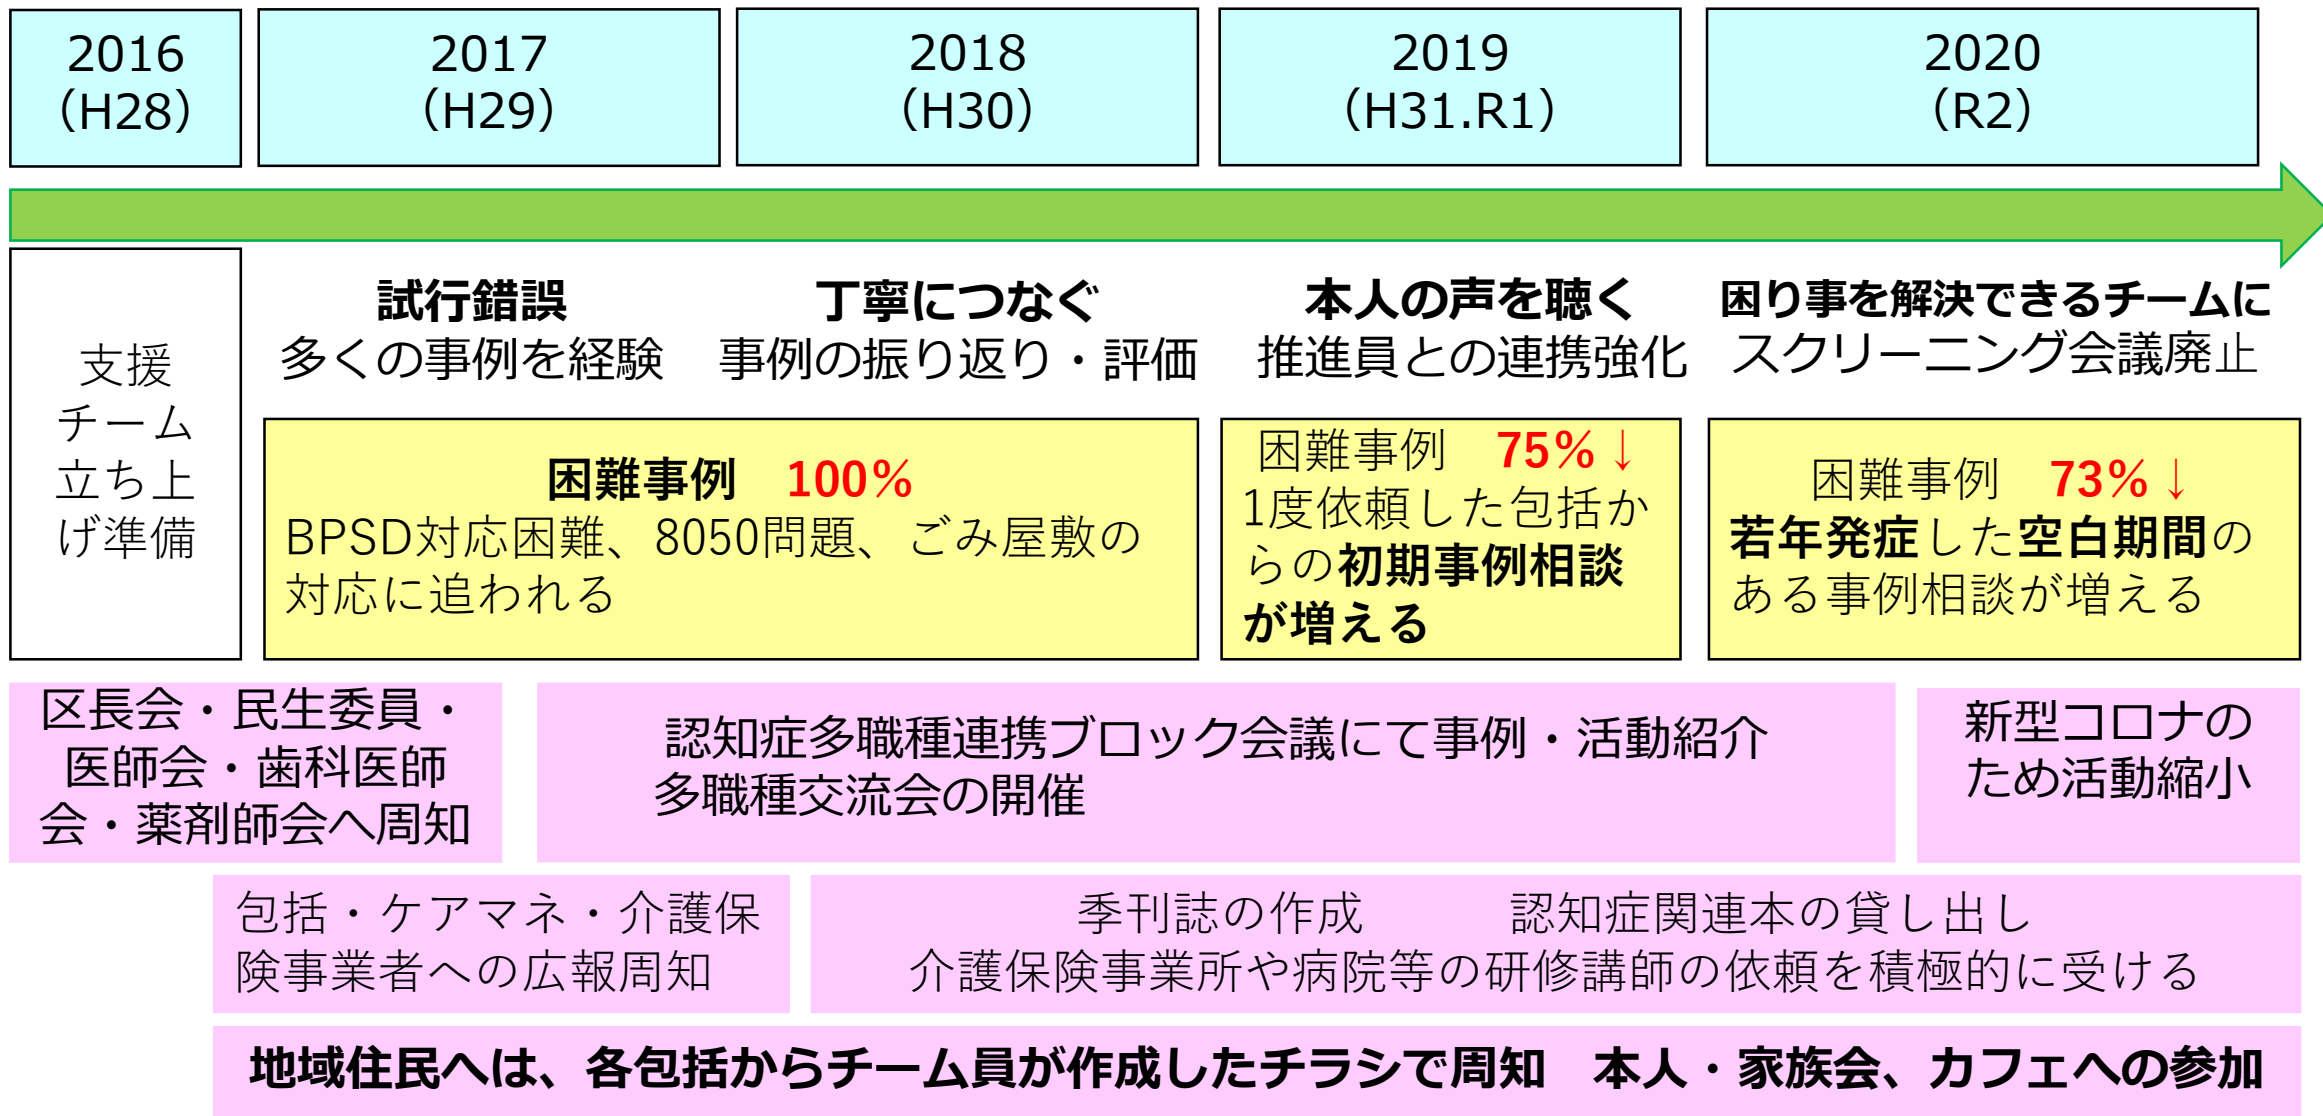 2016
（H28）
2017
（H29）
2018
（H30）
2019
（H31.R1）
2020
（R2）
支援
チーム
立ち上
げ準備
試行錯誤
多くの事例を経験
丁寧につなぐ
事例の振り返り・評価
本人の声を聴く
推進員との連携強化
困り事を解決できるチームに
スクリーニング会議廃止
困難事例　100％
BPSD対応困難、8050問題、ごみ屋敷の
対応に追われる
困難事例　75％↓
1度依頼した包括か
らの初期事例相談
が増える
困難事例　73％↓
若年発症した空白期間の
ある事例相談が増える
区長会・民生委員・
医師会・歯科医師
会・薬剤師会へ周知
認知症多職種連携ブロック会議にて事例・活動紹介
多職種交流会の開催
新型コロナの
ため活動縮小
包括・ケアマネ・介護保
険事業者への広報周知
季刊誌の作成　　　認知症関連本の貸し出し
介護保険事業所や病院等の研修講師の依頼を積極的に受ける
地域住民へは、各包括からチーム員が作成したチラシで周知　本人・家族会、カフェへの参加